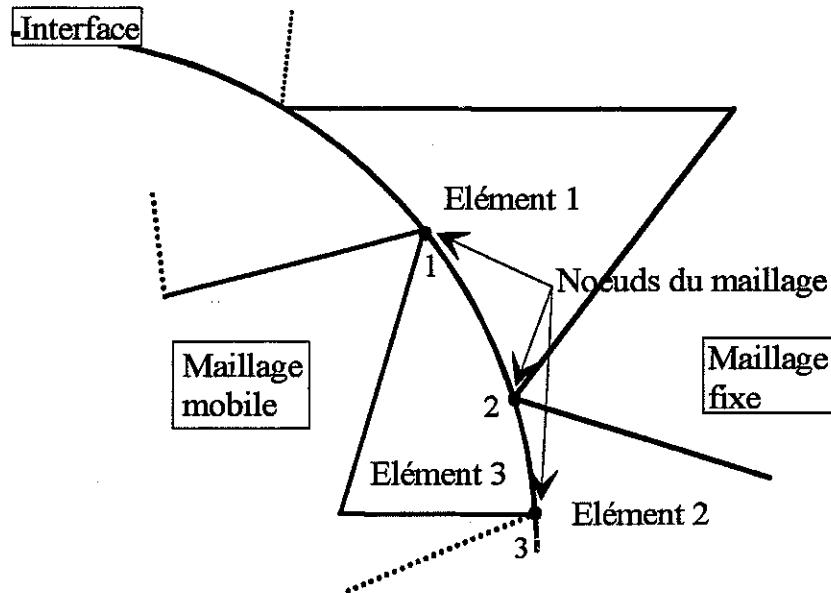 Interface
Elément 1
1
Noeuds du maillage
Maillage
mobile
Maillage
fixe
2
Elément 3
Elément 2
3